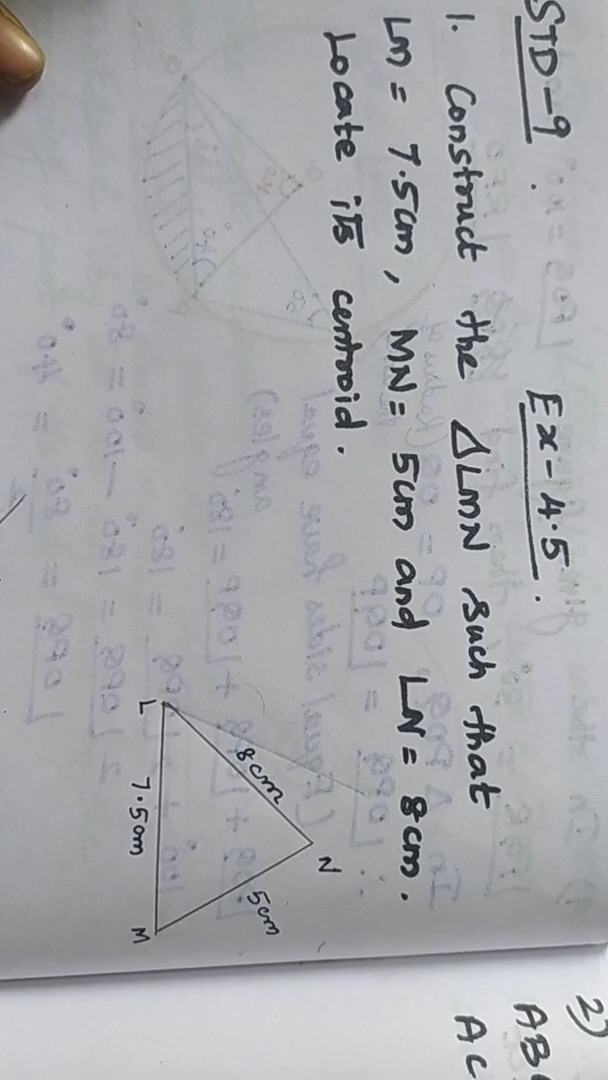 STD-9 Ex-4.5.
1. Construct the ΔLMN such that
LM = 7.5cm, MN = 5cm and LN = 8cm.
Locate its centroid.
N
8cm
5cm
L
7.5cm
M
2)
AB
AC